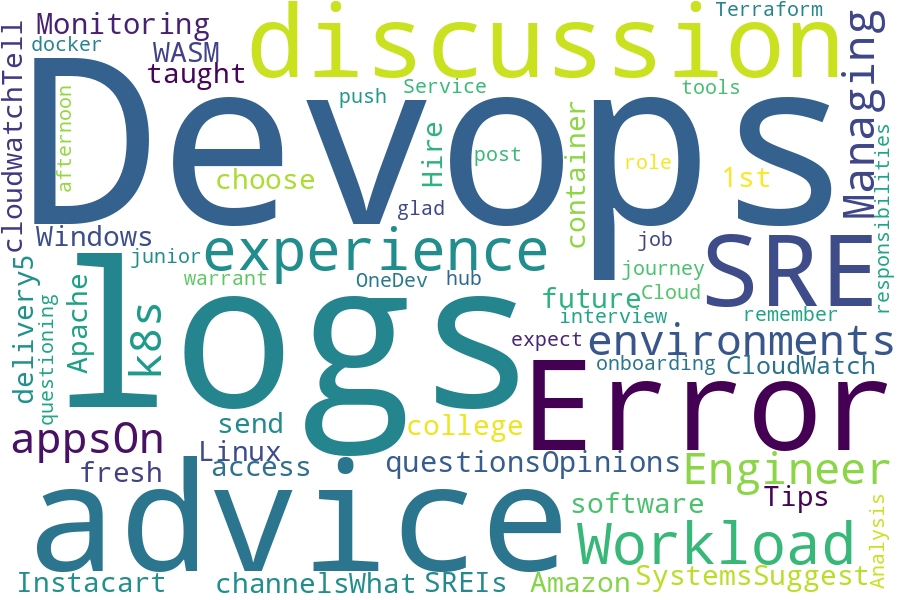 Monitoring
discussion
Terraform
docker
WASM
taught
cloudwatchTell
Devops
afternoon
push
Service
tools
Managing
Hire
post
container
role
1st
choose
glad
responsibilities
Windows
experience
job
SRE
junior
warrant
OneDev
hub
journey
Cloud
future
interview
remember
delivery5
questioning
Apache
k8s
logs
expect
environments
onboarding
CloudWatch
Error
send
college
appsOn
Linux
fresh
access
questionsOpinions
Engineer
advice
software
Tips
Analysis
Workload
Instacart
channelsWhat
SREIs
Amazon
SystemsSuggest